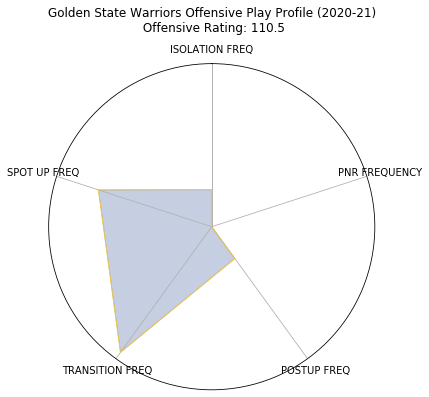 Golden State Warriors Offensive Play Profile (2020-21)
Offensive Rating: 110.5
ISOLATION FREQ
SPOT UP FREQ
PNR FREQUENCY
TRANSITION FREQ
POSTUP FREQ